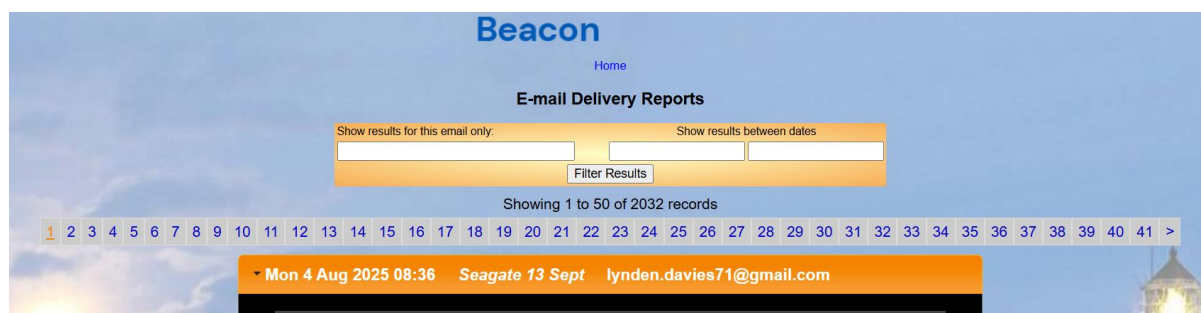 Beacon
Home
E-mail Delivery Reports
Show results for this email only: Show results between dates
Filter Results
Showing 1 to 50 of 2032 records
1 2 3 4 5 6 7 8 9 10 11 12 13 14 15 16 17 18 19 20 21 22 23 24 25 26 27 28 29 30 31 32 33 34 35 36 37 38 39 40 41 >
Mon 4 Aug 2025 08:36 Seagate 13 Sept lynden.davies71@gmail.com